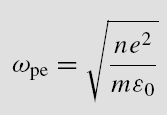 ω_pe = √(ne²/(mε₀))